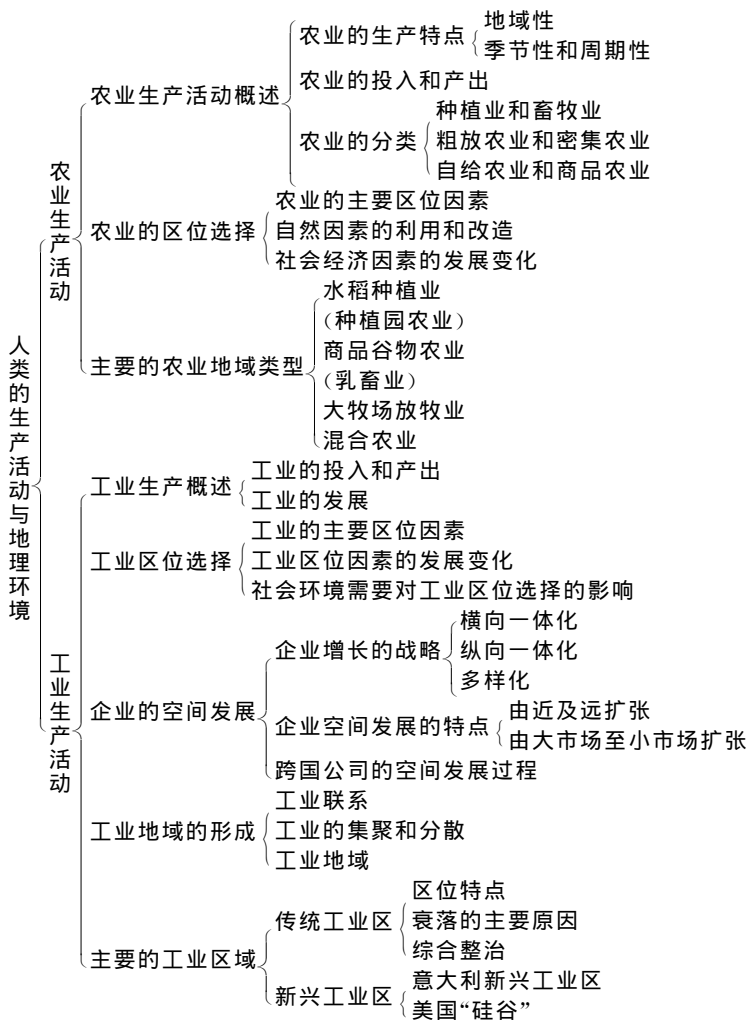 人类的生产活动与地理环境
农业生产活动
农业生产活动概述
农业的生产特点
地域性
季节性和周期性
农业的投入和产出
农业的分类
种植业和畜牧业
粗放农业和密集农业
自给农业和商品农业
农业的区位选择
农业的主要区位因素
自然因素的利用和改造
社会经济因素的发展变化
主要的农业地域类型
水稻种植业
(种植园农业)
商品谷物农业
(乳畜业)
大牧场放牧业
混合农业
工业生产活动
工业生产概述
工业的投入和产出
工业的发展
工业区位选择
工业的主要区位因素
工业区位因素的发展变化
社会环境需要对工业区位选择的影响
企业的空间发展
企业增长的战略
横向一体化
纵向一体化
多样化
企业空间发展的特点
由近及远扩张
由大市场至小市场扩张
跨国公司的空间发展过程
工业地域的形成
工业联系
工业的集聚和分散
工业地域
主要的工业区域
传统工业区
区位特点
衰落的主要原因
综合整治
新兴工业区
意大利新兴工业区
美国“硅谷”